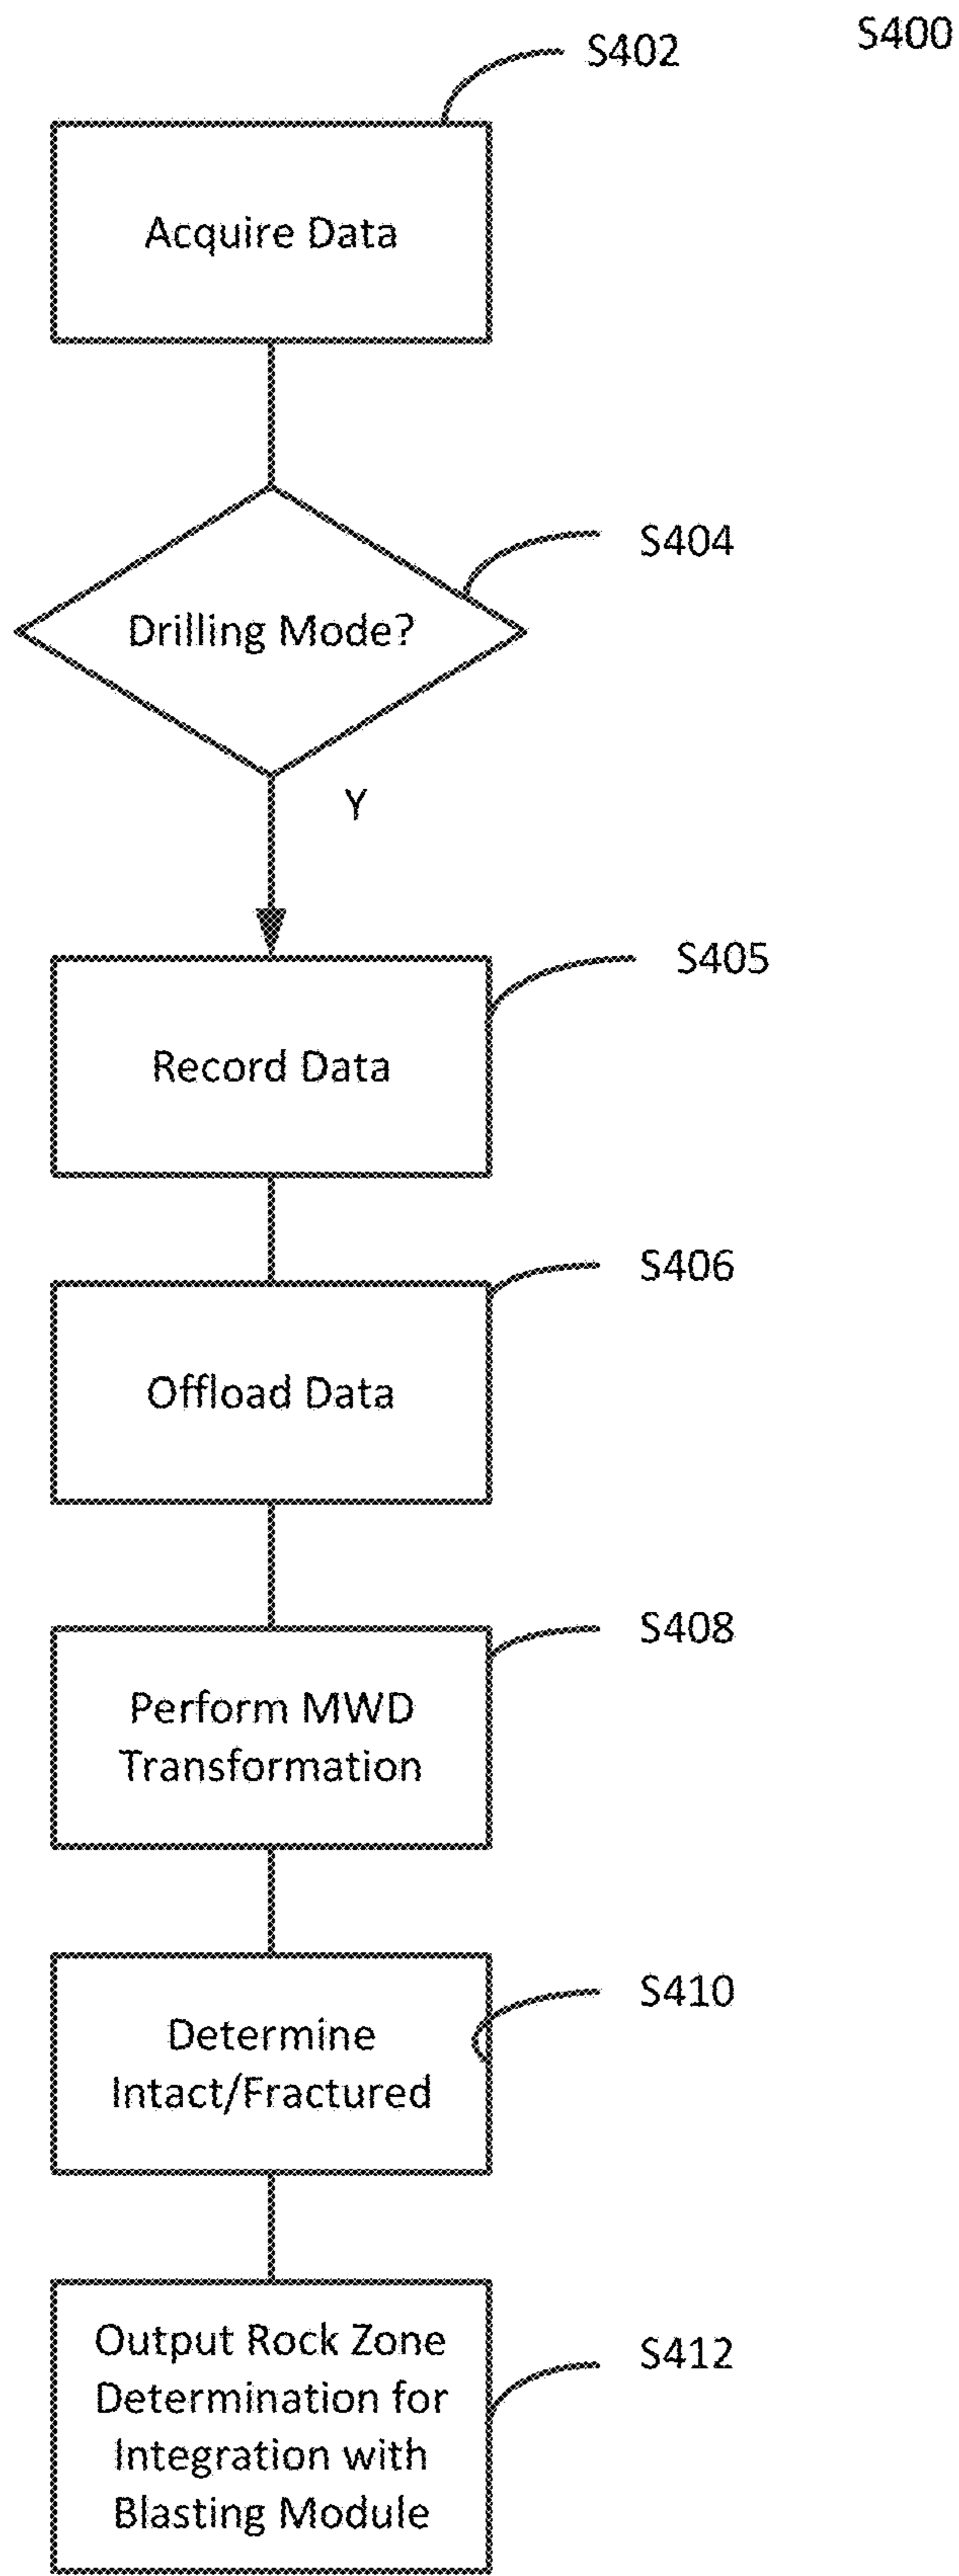 S400
S402
Acquire Data
S404
Drilling Mode?
Y
S405
Record Data
S406
Offload Data
S408
Perform MWD
Transformation
S410
Determine
Intact/Fractured
S412
Output Rock Zone
Determination for
Integration with
Blasting Module